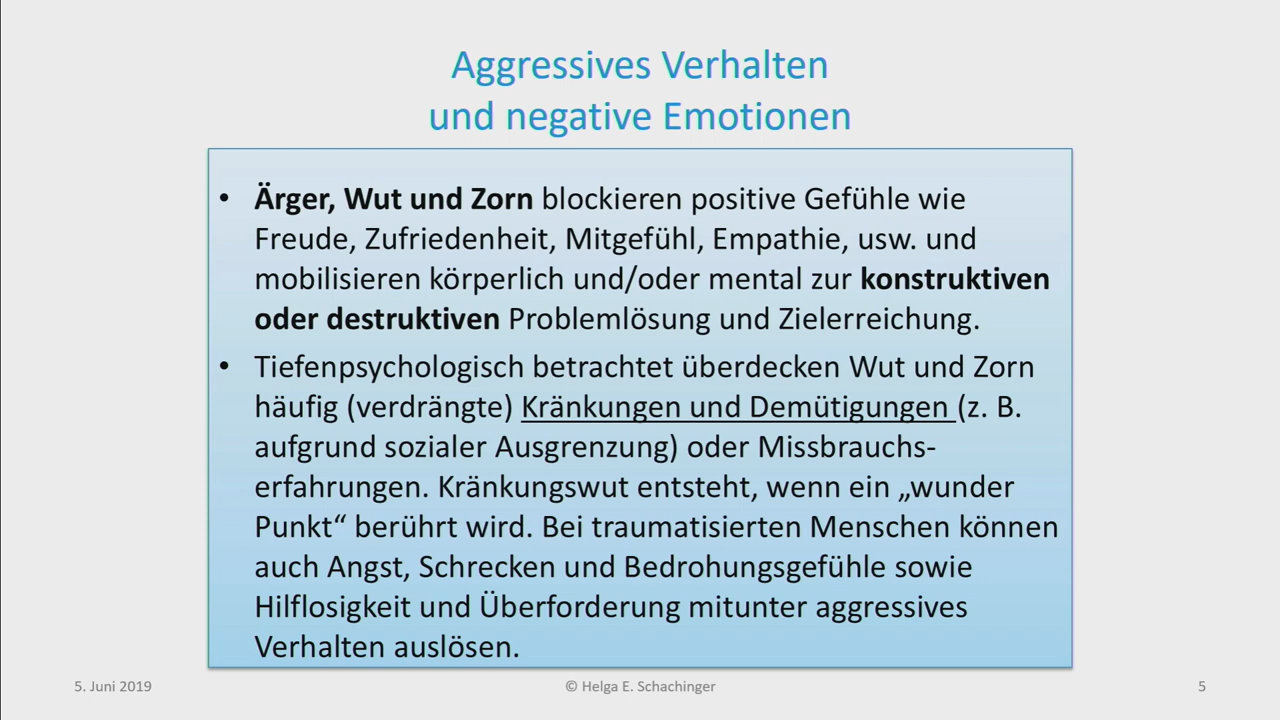 Aggressives Verhalten
und negative Emotionen
• Ärger, Wut und Zorn blockieren positive Gefühle wie
Freude, Zufriedenheit, Mitgefühl, Empathie, usw. und
mobilisieren körperlich und/oder mental zur konstruktiven
oder destruktiven Problemlösung und Zielerreichung.
• Tiefenpsychologisch betrachtet überdecken Wut und Zorn
häufig (verdrängte) Kränkungen und Demütigungen (z. B.
aufgrund sozialer Ausgrenzung) oder Missbrauchs-
erfahrungen. Kränkungswut entsteht, wenn ein „wunder
Punkt“ berührt wird. Bei traumatisierten Menschen können
auch Angst, Schrecken und Bedrohungsgefühle sowie
Hilflosigkeit und Überforderung mitunter aggressives
Verhalten auslösen.
5. Juni 2019
© Helga E. Schachinger
5